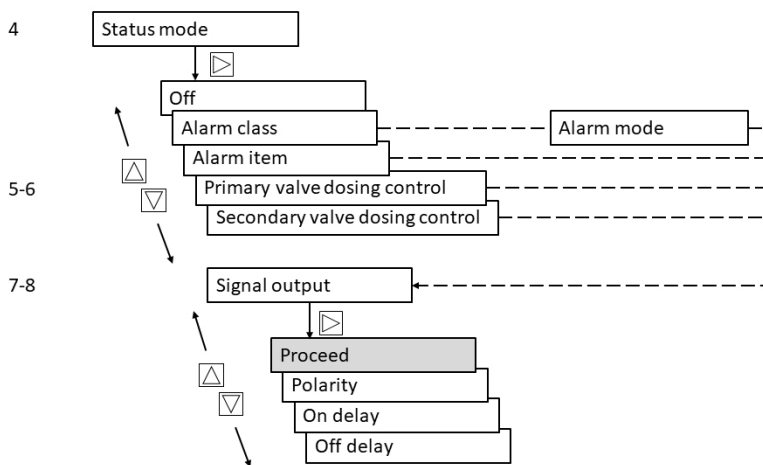 4
Status mode
Off
Alarm class
Alarm mode
Alarm item
5-6
Primary valve dosing control
Secondary valve dosing control
7-8
Signal output
Proceed
Polarity
On delay
Off delay